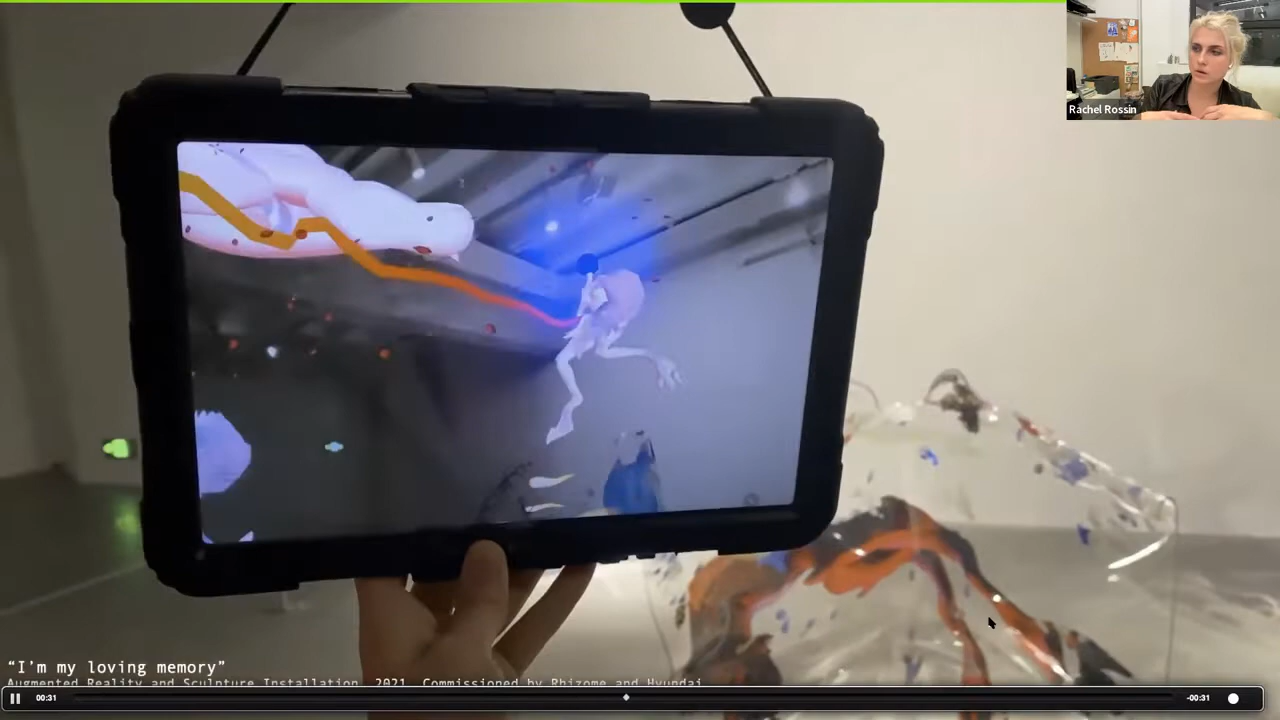 Rachel Rossin
“I’m my loving memory”
Augmented Reality and Sculpture Installation, 2021. Commissioned by Rhizome and Hyundai
00:31
-00:31